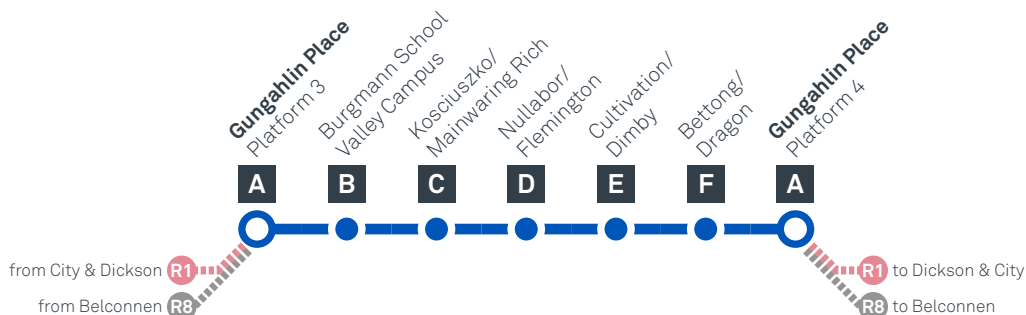 Gungahlin Place
Platform 3
Burgmann School
Valley Campus
Kosciuszko/
Mainwaring Rich
Nullabor/
Flemington
Cultivation/
Dimby
Bettong/
Dragon
Gungahlin Place
Platform 4
A B C D E F A
from City & Dickson R1
R1 to Dickson & City
from Belconnen R8
R8 to Belconnen